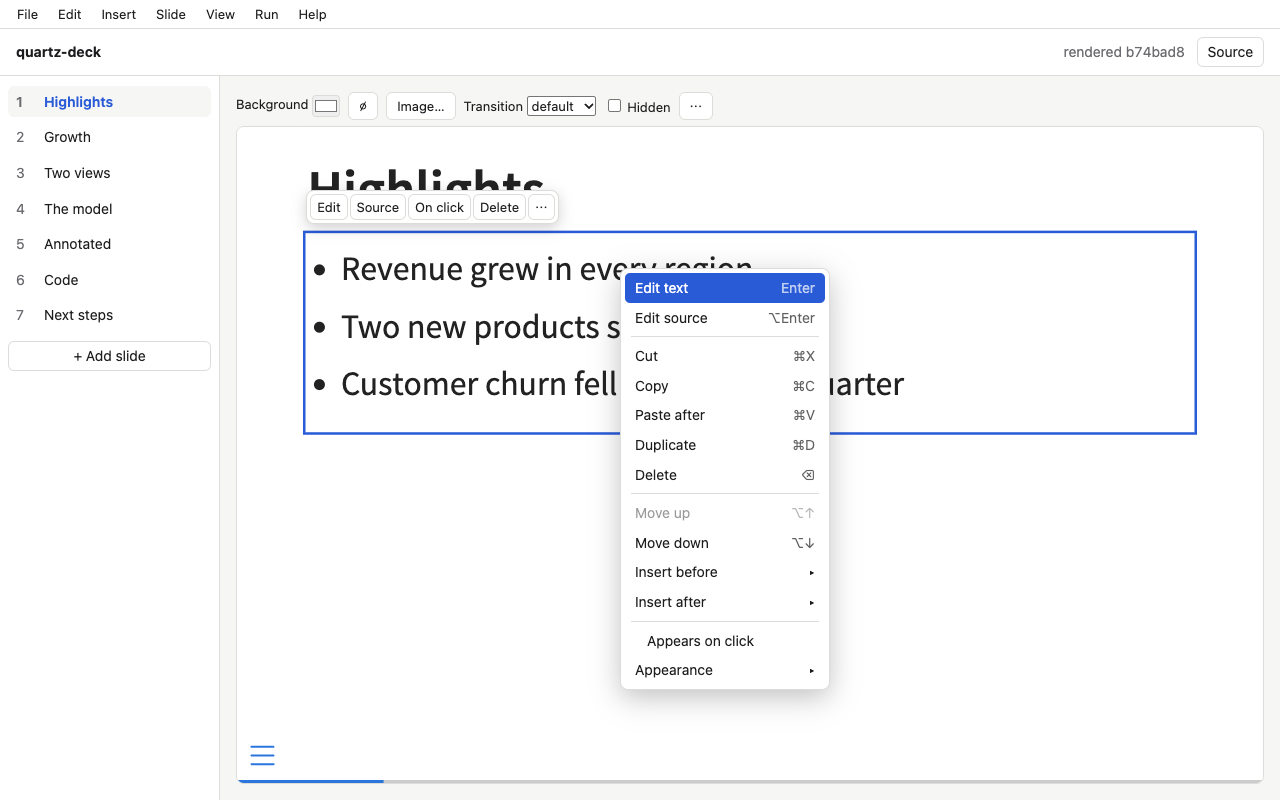 File Edit Insert Slide View Run Help
quartz-deck
rendered b74bad8 Source
1 Highlights
2 Growth
3 Two views
4 The model
5 Annotated
6 Code
7 Next steps
+ Add slide
Background ø Image... Transition default Hidden ...
Highlights
Edit Source On click Delete ...
• Revenue grew in every region
• Two new products s
• Customer churn fell uarter
Edit text Enter
Edit source ⌥Enter
Cut ⌘X
Copy ⌘C
Paste after ⌘V
Duplicate ⌘D
Delete ⌫
Move up ⌥↑
Move down ⌥↓
Insert before ▸
Insert after ▸
Appears on click
Appearance ▸